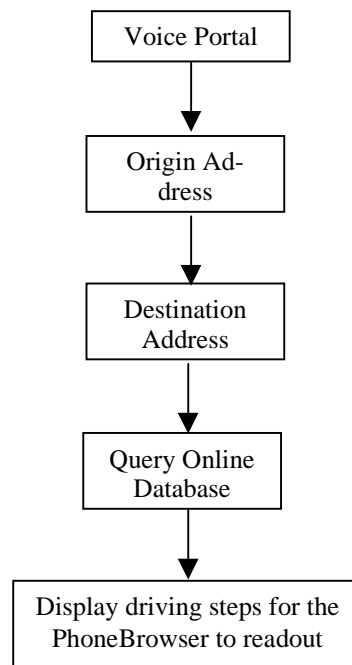 Voice Portal
Origin Ad-
dress
Destination
Address
Query Online
Database
Display driving steps for the
PhoneBrowser to readout